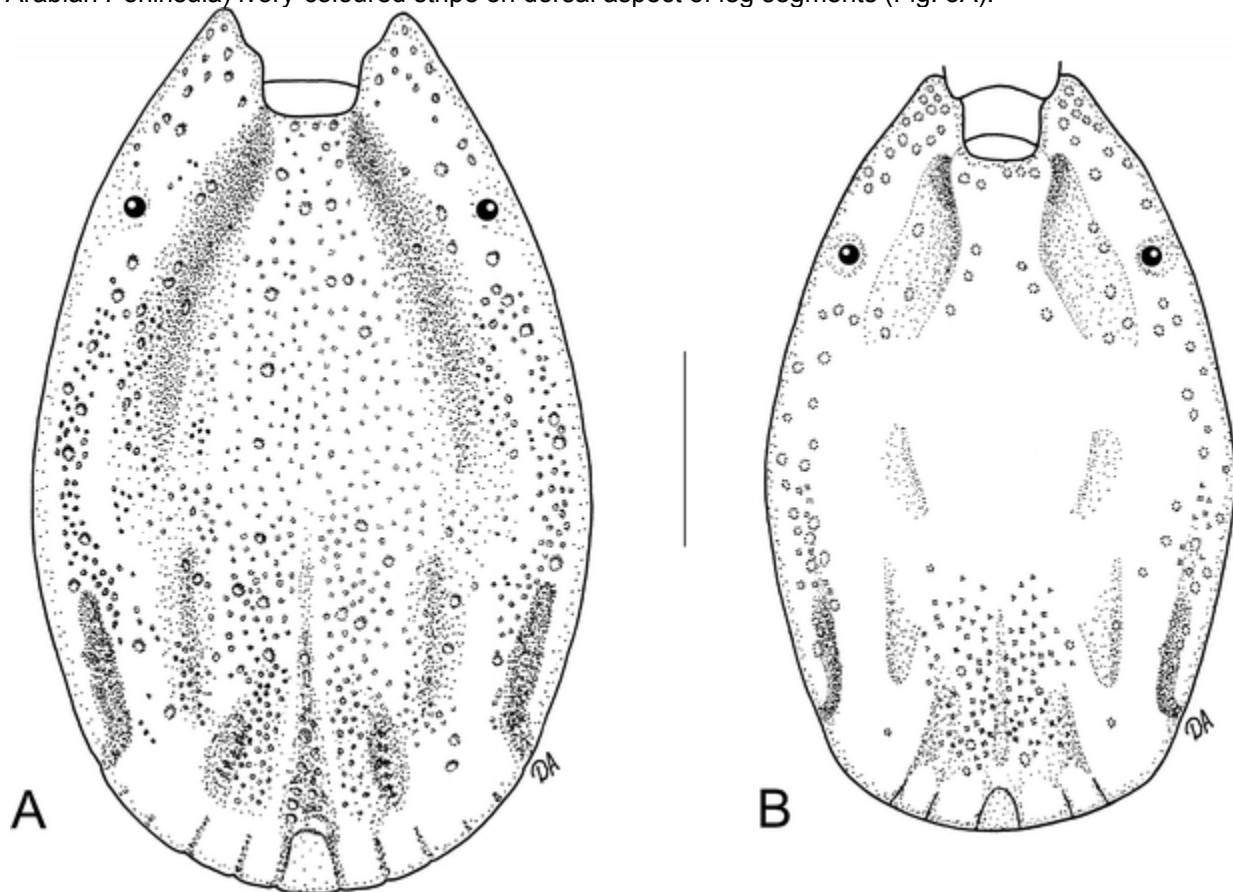 Arabian Peninsula) ivory-coloured stripe on dorsal aspect of leg segments (Fig. 3A).
DA
DA
A
B